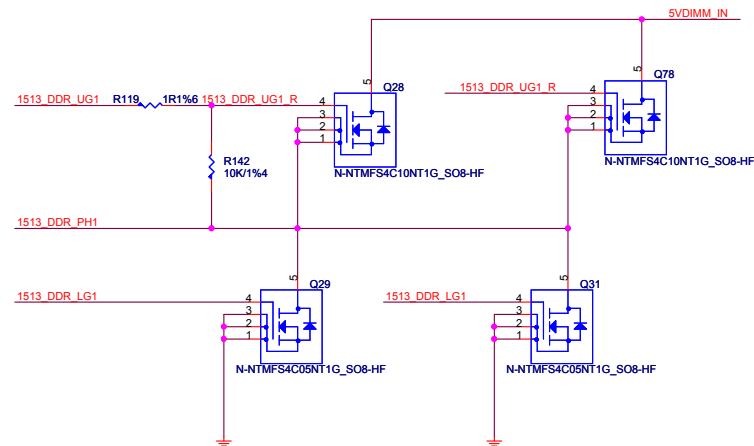 5VDIMM_IN
5
Q28
5
Q78
1513_DDR_UG1
R119
1R1%6
1513_DDR_UG1_R
4
3
2
1
1513_DDR_UG1_R
4
3
2
1
R142
10K/1%4
N-NTMFS4C10NT1G_SO8-HF
N-NTMFS4C10NT1G_SO8-HF
1513_DDR_PH1
5
Q29
5
Q31
1513_DDR_LG1
4
3
2
1
1513_DDR_LG1
4
3
2
1
N-NTMFS4C05NT1G_SO8-HF
N-NTMFS4C05NT1G_SO8-HF